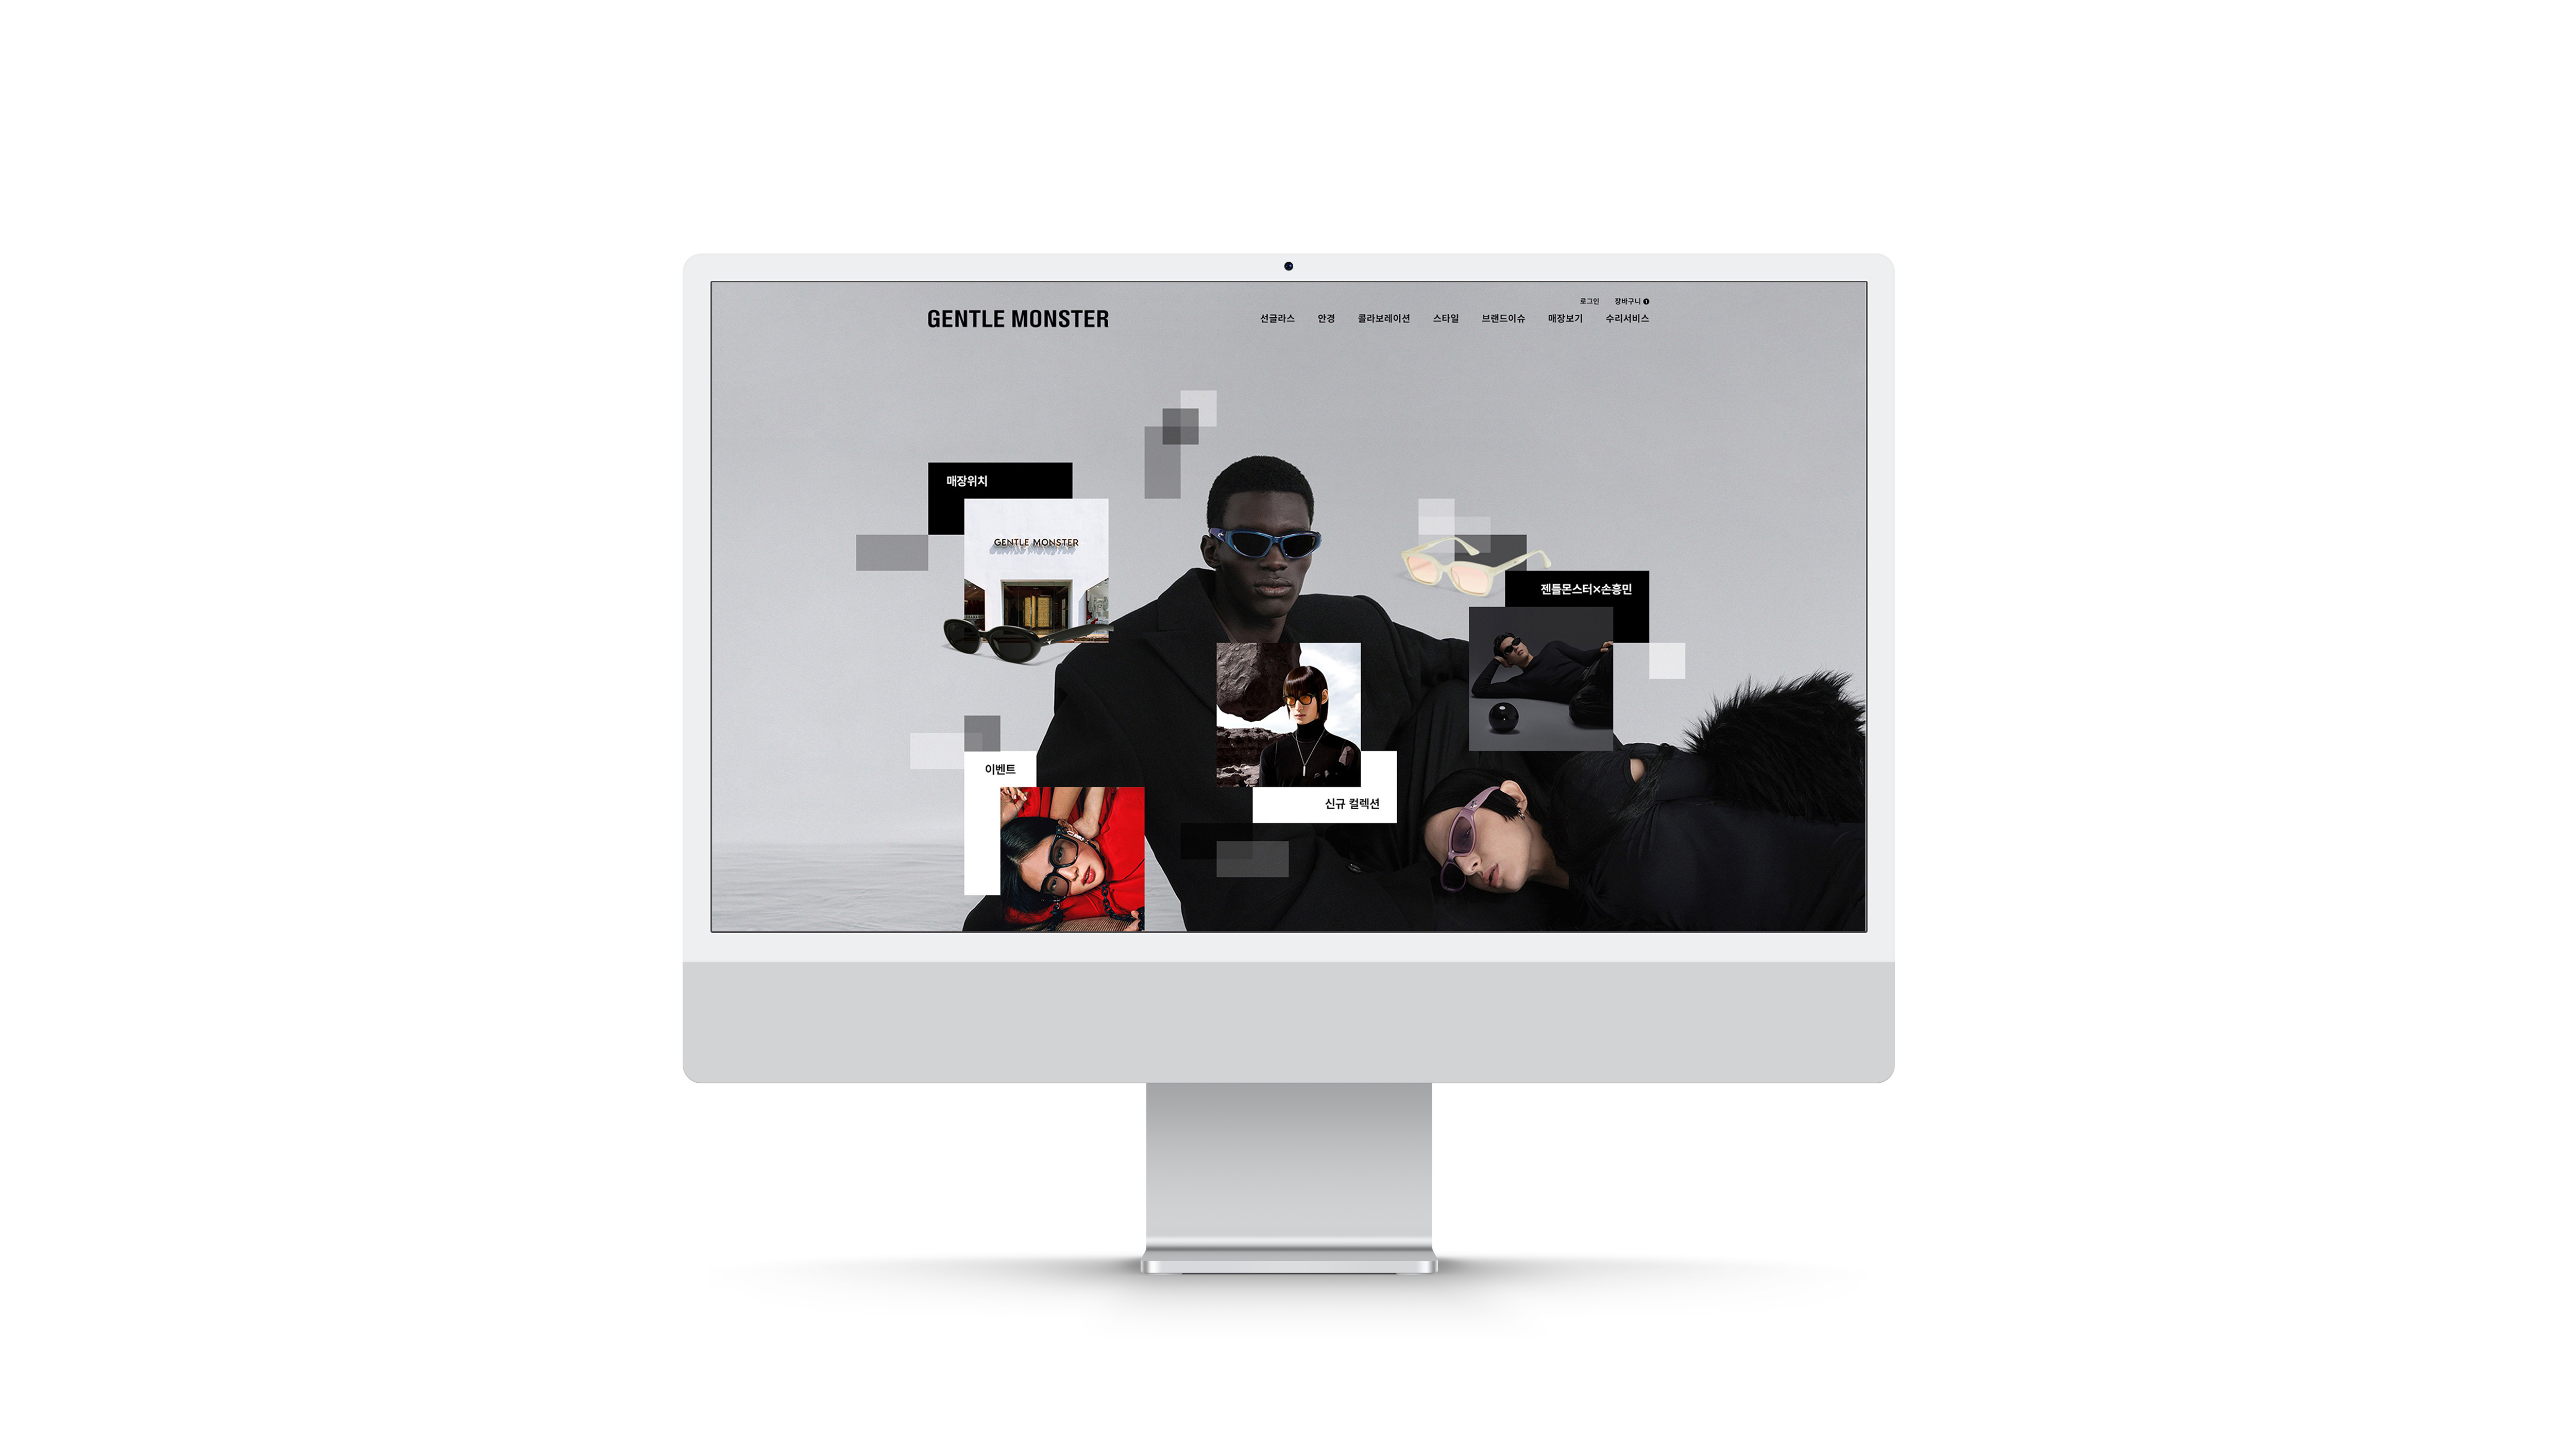 로그인 장바구니 1
GENTLE MONSTER 선글라스 안경 콜라보레이션 스타일 브랜드이슈 매장보기 수리서비스
매장위치
GENTLE MONSTER
젠틀몬스터×손흥민
이벤트
신규 컬렉션